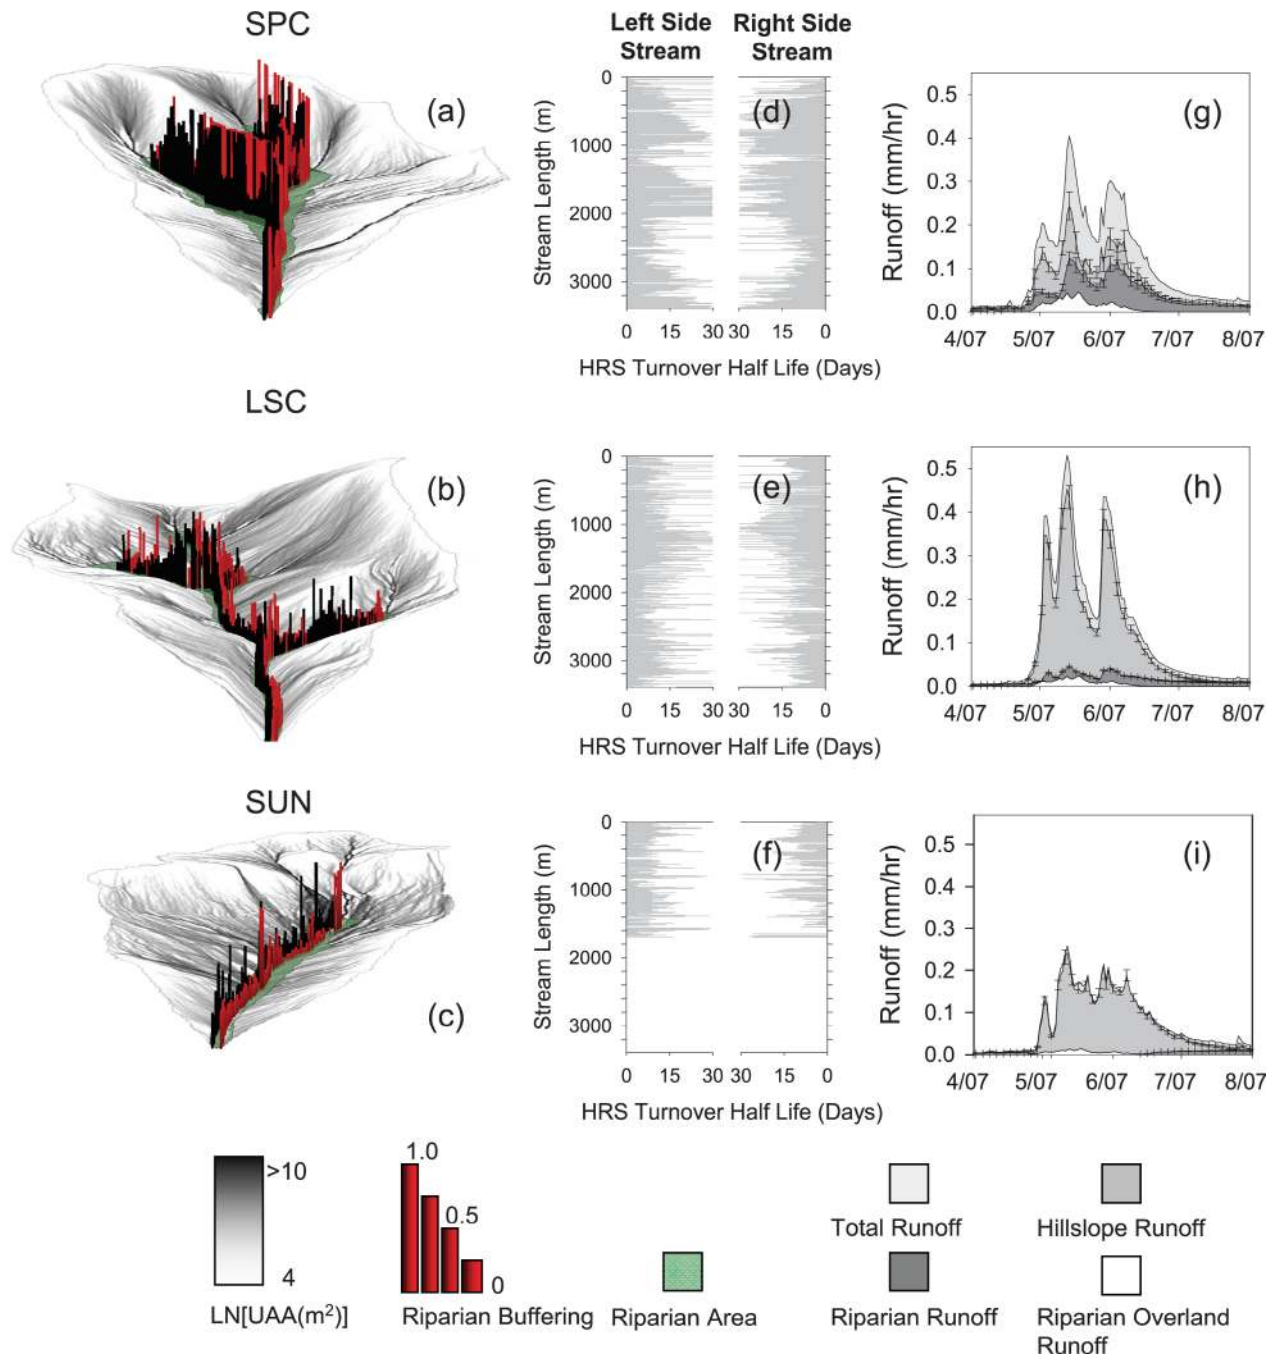 SPC
(a)
Left Side
Stream
Right Side
Stream
Stream Length (m)
0
1000
2000
3000
(d)
0 15 30 30 15 0
HRS Turnover Half Life (Days)
Runoff (mm/hr)
0.5
0.4
0.3
0.2
0.1
0.0
(g)
4/07 5/07 6/07 7/07 8/07
LSC
(b)
Stream Length (m)
0
1000
2000
3000
(e)
0 15 30 30 15 0
HRS Turnover Half Life (Days)
Runoff (mm/hr)
0.5
0.4
0.3
0.2
0.1
0.0
(h)
4/07 5/07 6/07 7/07 8/07
SUN
(c)
Stream Length (m)
0
1000
2000
3000
(f)
0 15 30 30 15 0
HRS Turnover Half Life (Days)
Runoff (mm/hr)
0.5
0.4
0.3
0.2
0.1
0.0
(i)
4/07 5/07 6/07 7/07 8/07
>10
4
LN[UAA(m²)]
1.0
0.5
0
Riparian Buffering
Riparian Area
Total Runoff
Hillslope Runoff
Riparian Runoff
Riparian Overland
Runoff